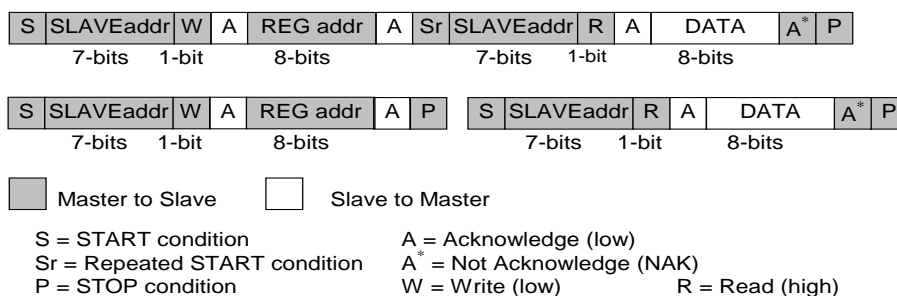 S SLAVEaddr W A REG addr A Sr SLAVEaddr R A DATA A* P
7-bits 1-bit 8-bits 7-bits 1-bit 8-bits
S SLAVEaddr W A REG addr A P S SLAVEaddr R A DATA A* P
7-bits 1-bit 8-bits 7-bits 1-bit 8-bits
Master to Slave Slave to Master
S = START condition A = Acknowledge (low)
Sr = Repeated START condition A* = Not Acknowledge (NAK)
P = STOP condition W = Write (low) R = Read (high)